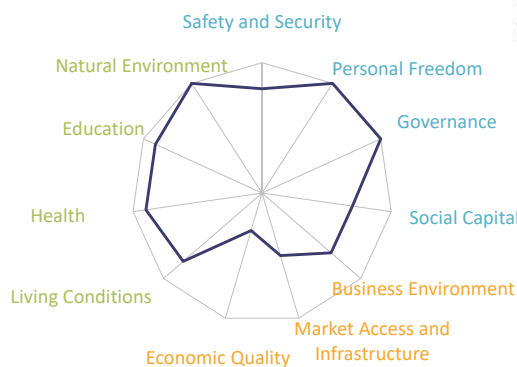 Safety and Security
Natural Environment
Personal Freedom
Education
Governance
Health
Social Capital
Living Conditions
Business Environment
Market Access and
Infrastructure
Economic Quality